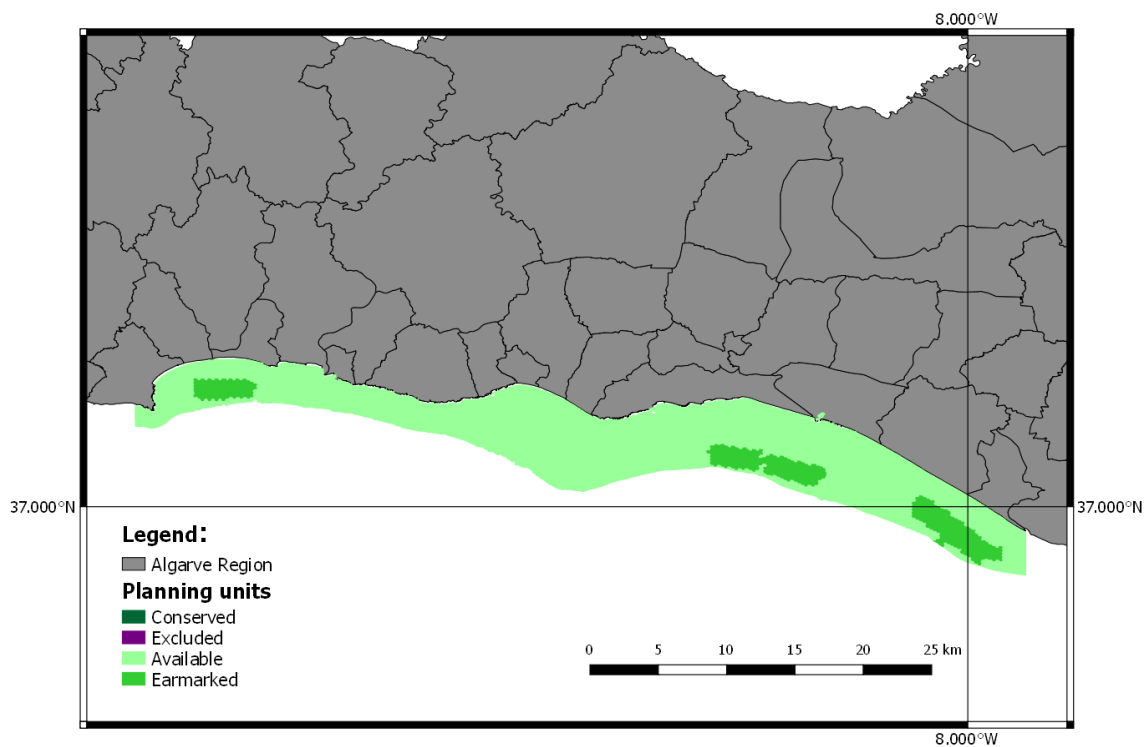 8.000°W
37.000°N
37.000°N
Legend:
Algarve Region
Planning units
Conserved
Excluded
Available
Earmarked
0 5 10 15 20 25 km
8.000°W